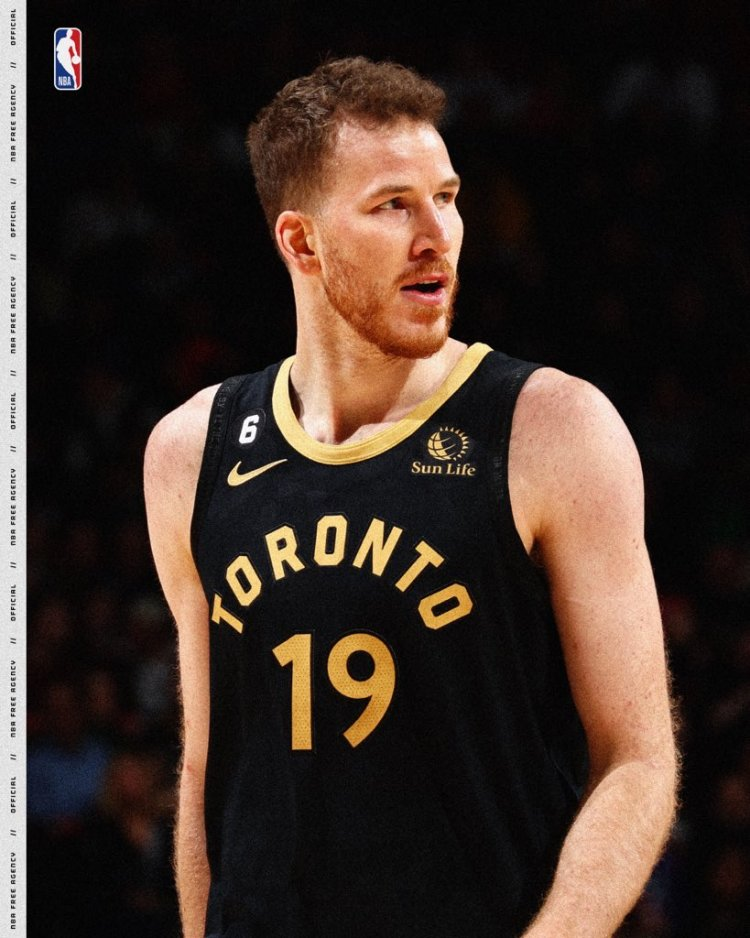 NBA FREE AGENCY // OFFICIAL // NBA FREE AGENCY // OFFICIAL // NBA FREE AGENCY // OFFICIAL // NBA FREE AGENCY // OFFICIAL // NBA FREE AGENCY // OFFICIAL
NBA
6
Sun Life
TORONTO
19